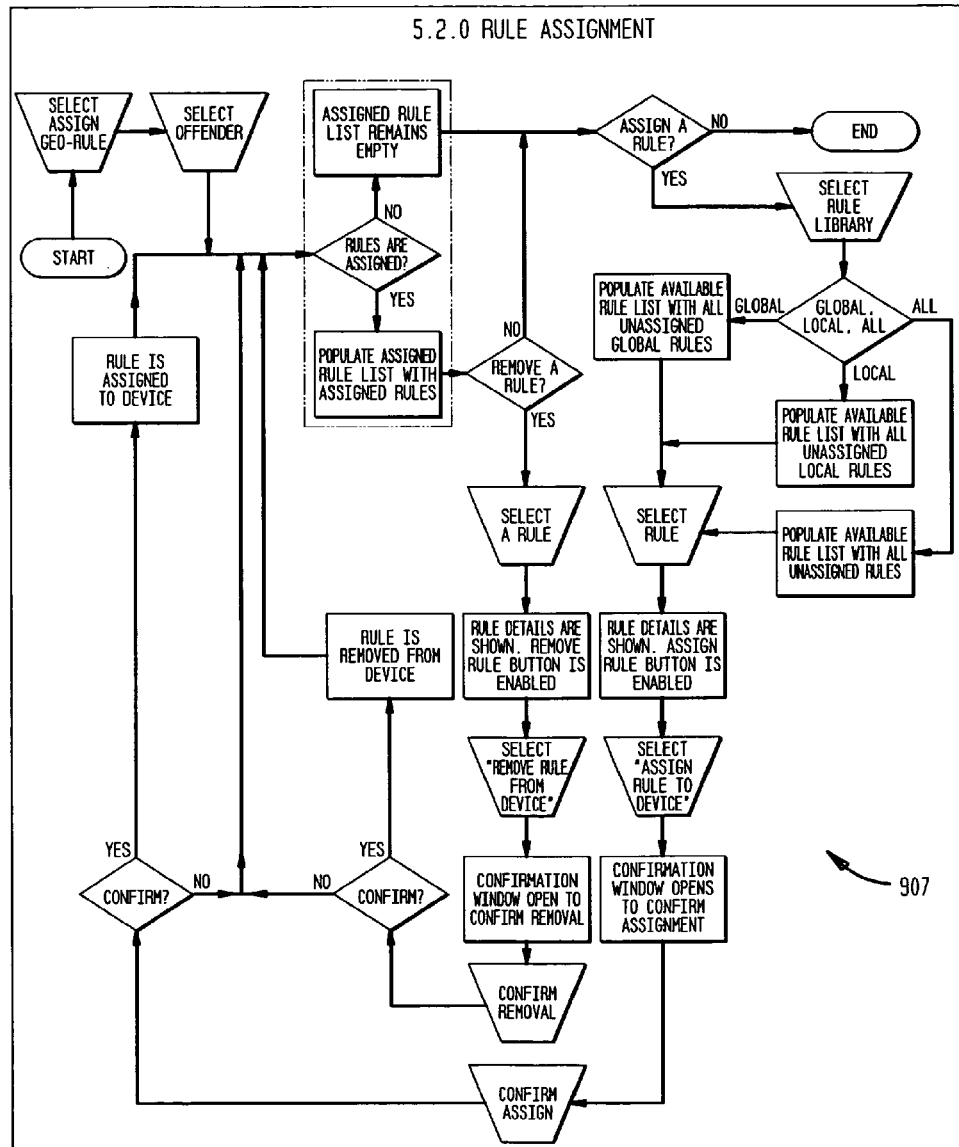 5.2.0 RULE ASSIGNMENT
SELECT
ASSIGN
GEO-RULE
SELECT
OFFENDER
ASSIGNED RULE
LIST REMAINS
EMPTY
ASSIGN A
RULE?
NO
END
YES
SELECT
RULE
LIBRARY
START
NO
RULES ARE
ASSIGNED?
YES
POPULATE ASSIGNED
RULE LIST WITH
ASSIGNED RULES
NO
REMOVE A
RULE?
YES
POPULATE AVAILABLE
RULE LIST WITH ALL
UNASSIGNED
GLOBAL RULES
GLOBAL
GLOBAL,
LOCAL, ALL
ALL
LOCAL
RULE IS
ASSIGNED
TO DEVICE
POPULATE AVAILABLE
RULE LIST WITH ALL
UNASSIGNED
LOCAL RULES
SELECT
A RULE
SELECT
RULE
POPULATE AVAILABLE
RULE LIST WITH ALL
UNASSIGNED RULES
RULE IS
REMOVED FROM
DEVICE
RULE DETAILS ARE
SHOWN. REMOVE
RULE BUTTON IS
ENABLED
RULE DETAILS ARE
SHOWN. ASSIGN
RULE BUTTON IS
ENABLED
SELECT
"REMOVE RULE
FROM
DEVICE"
SELECT
"ASSIGN
RULE TO
DEVICE"
YES
CONFIRM?
NO
NO
YES
CONFIRM?
CONFIRMATION
WINDOW OPEN TO
CONFIRM REMOVAL
CONFIRMATION
WINDOW OPENS
TO CONFIRM
ASSIGNMENT
907
CONFIRM
REMOVAL
CONFIRM
ASSIGN